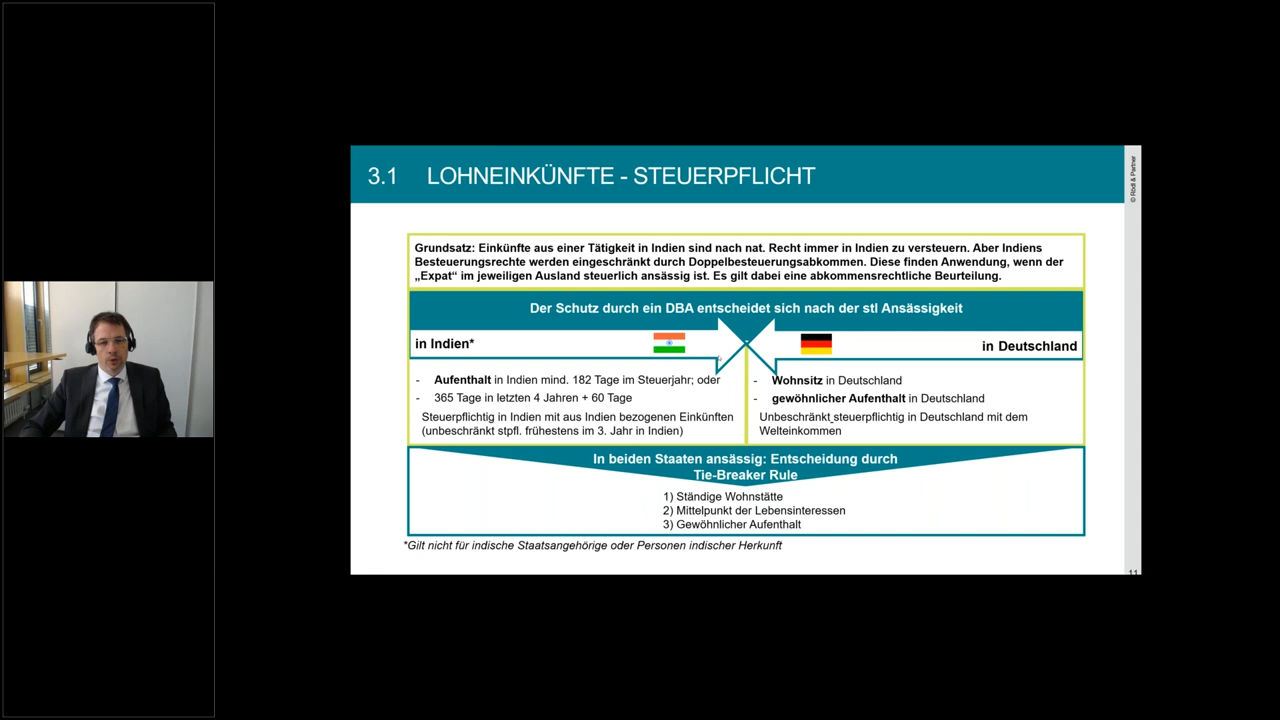 3.1 LOHNEINKÜNFTE - STEUERPFLICHT
© Rödl & Partner
Grundsatz: Einkünfte aus einer Tätigkeit in Indien sind nach nat. Recht immer in Indien zu versteuern. Aber Indiens
Besteuerungsrechte werden eingeschränkt durch Doppelbesteuerungsabkommen. Diese finden Anwendung, wenn der
„Expat“ im jeweiligen Ausland steuerlich ansässig ist. Es gilt dabei eine abkommensrechtliche Beurteilung.
Der Schutz durch ein DBA entscheidet sich nach der stl Ansässigkeit
in Indien*
in Deutschland
- Aufenthalt in Indien mind. 182 Tage im Steuerjahr; oder
- 365 Tage in letzten 4 Jahren + 60 Tage
Steuerpflichtig in Indien mit aus Indien bezogenen Einkünften
(unbeschränkt stpfl. frühestens im 3. Jahr in Indien)
- Wohnsitz in Deutschland
- gewöhnlicher Aufenthalt in Deutschland
Unbeschränkt steuerpflichtig in Deutschland mit dem
Welteinkommen
In beiden Staaten ansässig: Entscheidung durch
Tie-Breaker Rule
1) Ständige Wohnstätte
2) Mittelpunkt der Lebensinteressen
3) Gewöhnlicher Aufenthalt
*Gilt nicht für indische Staatsangehörige oder Personen indischer Herkunft
11